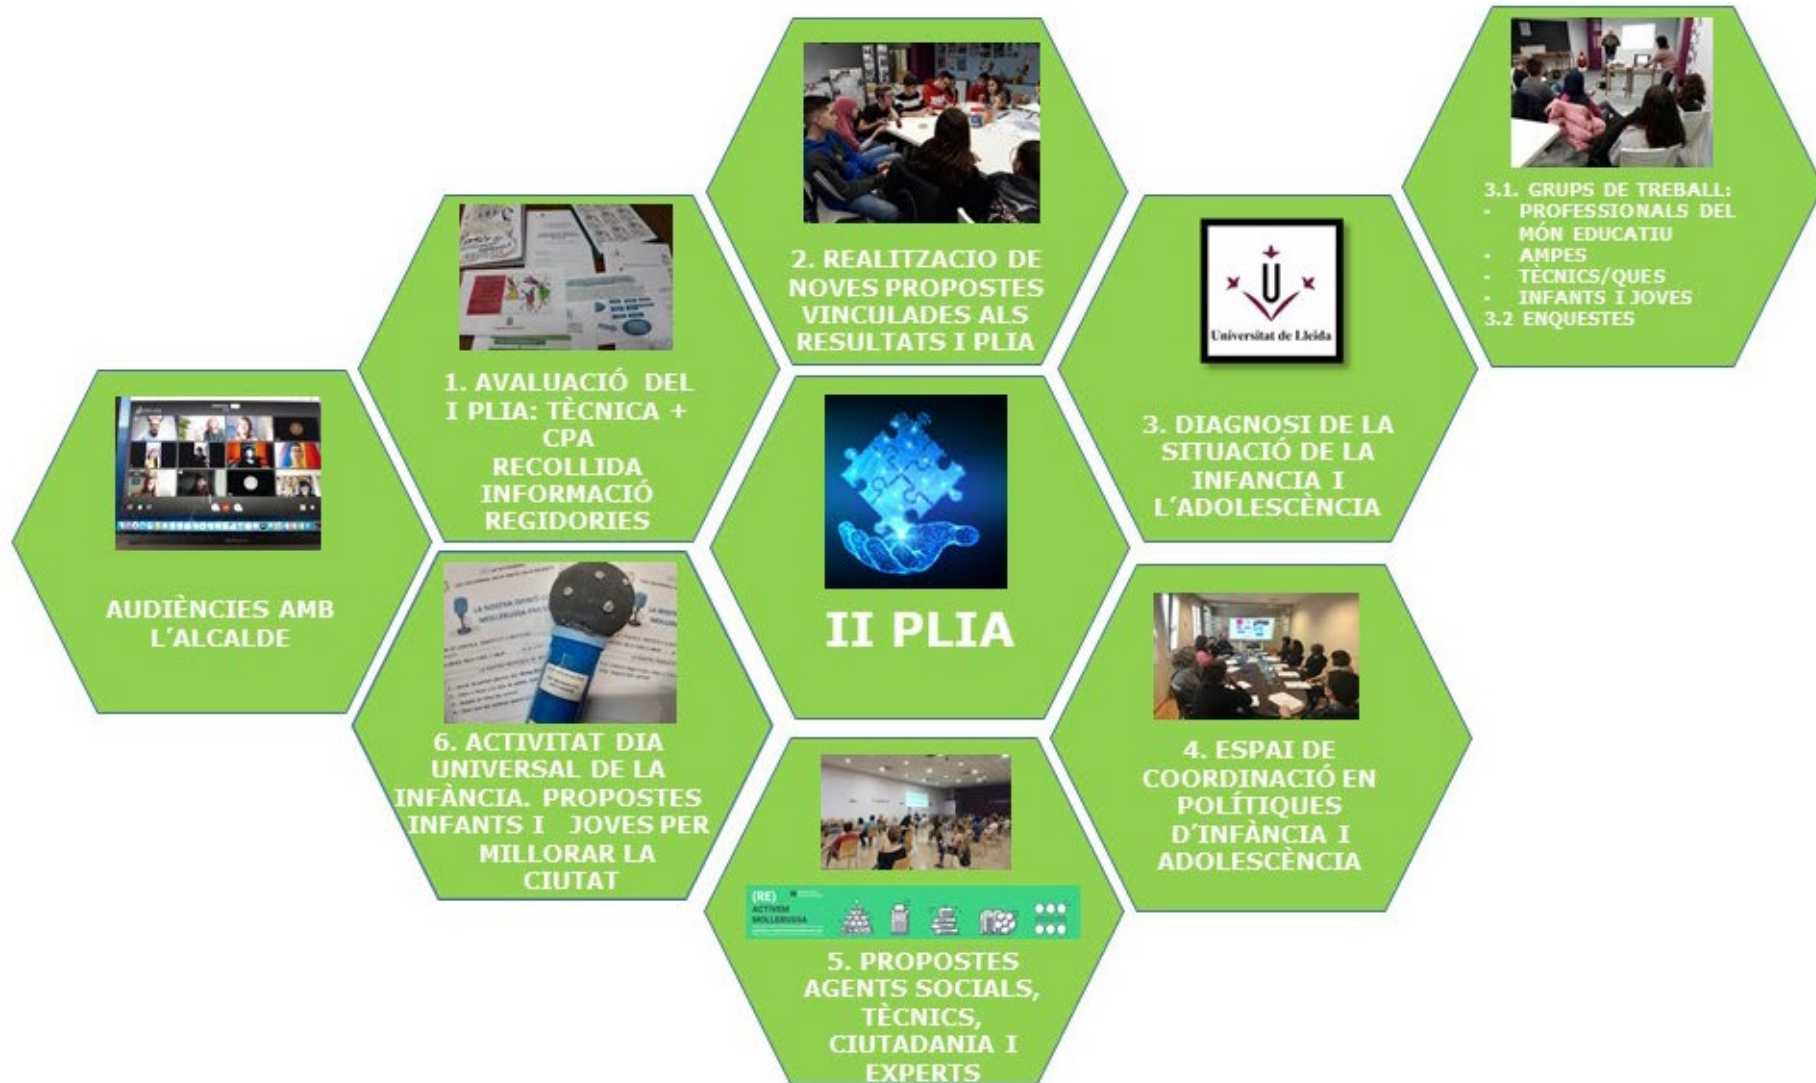 AUDIÈNCIES AMB
L'ALCALDE
1. AVALUACIÓ DEL
I PLIA: TÈCNICA +
CPA
RECOLLIDA
INFORMACIÓ
REGIDORIES
2. REALITZACIO DE
NOVES PROPOSTES
VINCULADES ALS
RESULTATS I PLIA
U
Universitat de Lleida
3. DIAGNOSI DE LA
SITUACIÓ DE LA
INFANCIA I
L'ADOLESCÈNCIA
3.1. GRUPS DE TREBALL:
- PROFESSIONALS DEL
MÓN EDUCATIU
- AMPES
- TÈCNICS/QUES
- INFANTS I JOVES
3.2 ENQUESTES
II PLIA
4. ESPAI DE
COORDINACIÓ EN
POLÍTIQUES
D'INFÀNCIA I
ADOLESCÈNCIA
(RE)
ACTIVEM
MOLLERUSSA
5. PROPOSTES
AGENTS SOCIALS,
TÈCNICS,
CIUTADANIA I
EXPERTS
LA NOSTRA OPINIÓ
MOLLERUSSA
6. ACTIVITAT DIA
UNIVERSAL DE LA
INFÀNCIA. PROPOSTES
INFANTS I JOVES PER
MILLORAR LA
CIUTAT